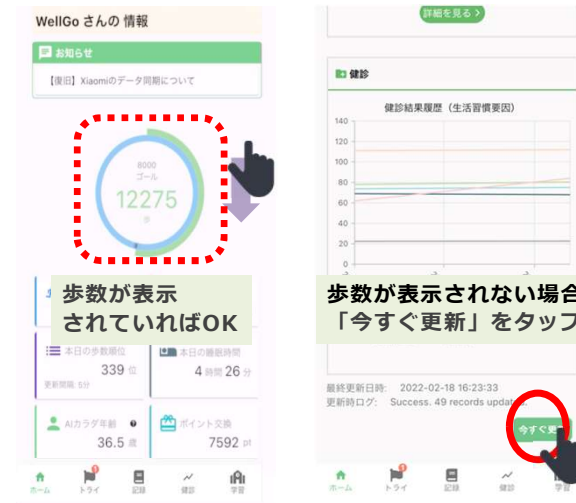 WellGo さんの 情報
お知らせ
【復旧】Xiaomiのデータ同期について
8000
ゴール
12275
歩
歩数が表示
されていればOK
本日の歩数順位
339 位
更新間隔: 5分
本日の睡眠時間
4 時間 26 分
AIカラダ年齢
36.5 歳
ポイント交換
7592 pt
ホーム
1
トライ
記録
健診
学習
詳細を見る >
健診
健診結果履歴（生活習慣要因）
140
120
100
80
60
40
20
0
歩数が表示されない場合
「今すぐ更新」をタップ
最終更新日時: 2022-02-18 16:23:33
更新時ログ: Success. 49 records
今すぐ更
ホーム
1
トライ
記録
健診
学習